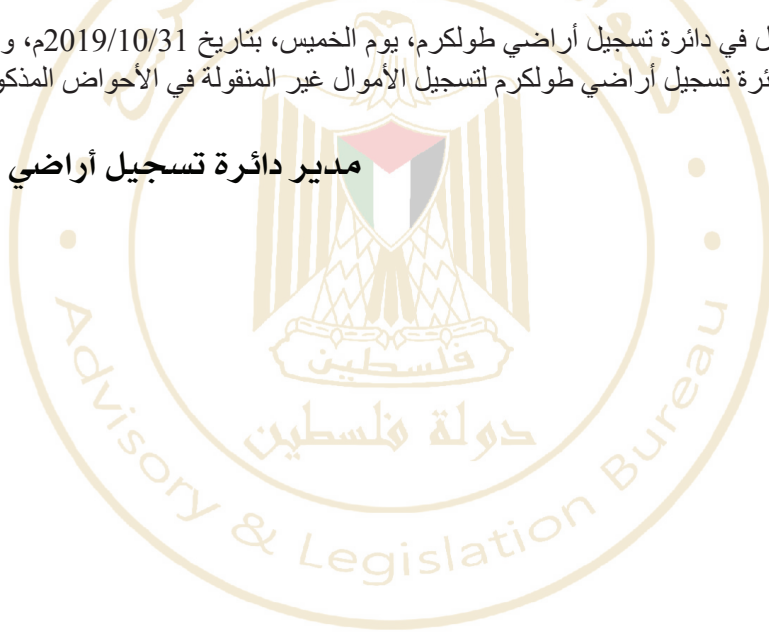 ل في دائرة تسجيل أراضي طولكرم، يوم الخميس، بتاريخ 2019/10/31م، و
ئرة تسجيل أراضي طولكرم لتسجيل الأموال غير المنقولة في الأحواض المذكو
مدير دائرة تسجيل أراضي
فلسطين
دولة فلسطين
Advisory & Legislation Bureau